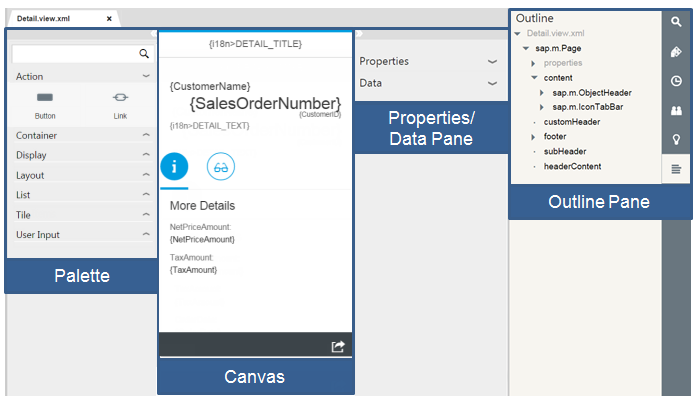 Detail.view.xml
x
Action
Button
Link
Container
Display
Layout
List
Tile
User Input
Palette
{i18n>DETAIL_TITLE}
{CustomerName}
{SalesOrderNumber}
{CustomerID}
{i18n>DETAIL_TEXT}
i
More Details
NetPriceAmount:
{NetPriceAmount}
TaxAmount:
{TaxAmount}
Canvas
Properties
Data
Properties/
Data Pane
Outline
Detail.view.xml
sap.m.Page
properties
content
sap.m.ObjectHeader
sap.m.IconTabBar
customHeader
footer
subHeader
headerContent
Outline Pane